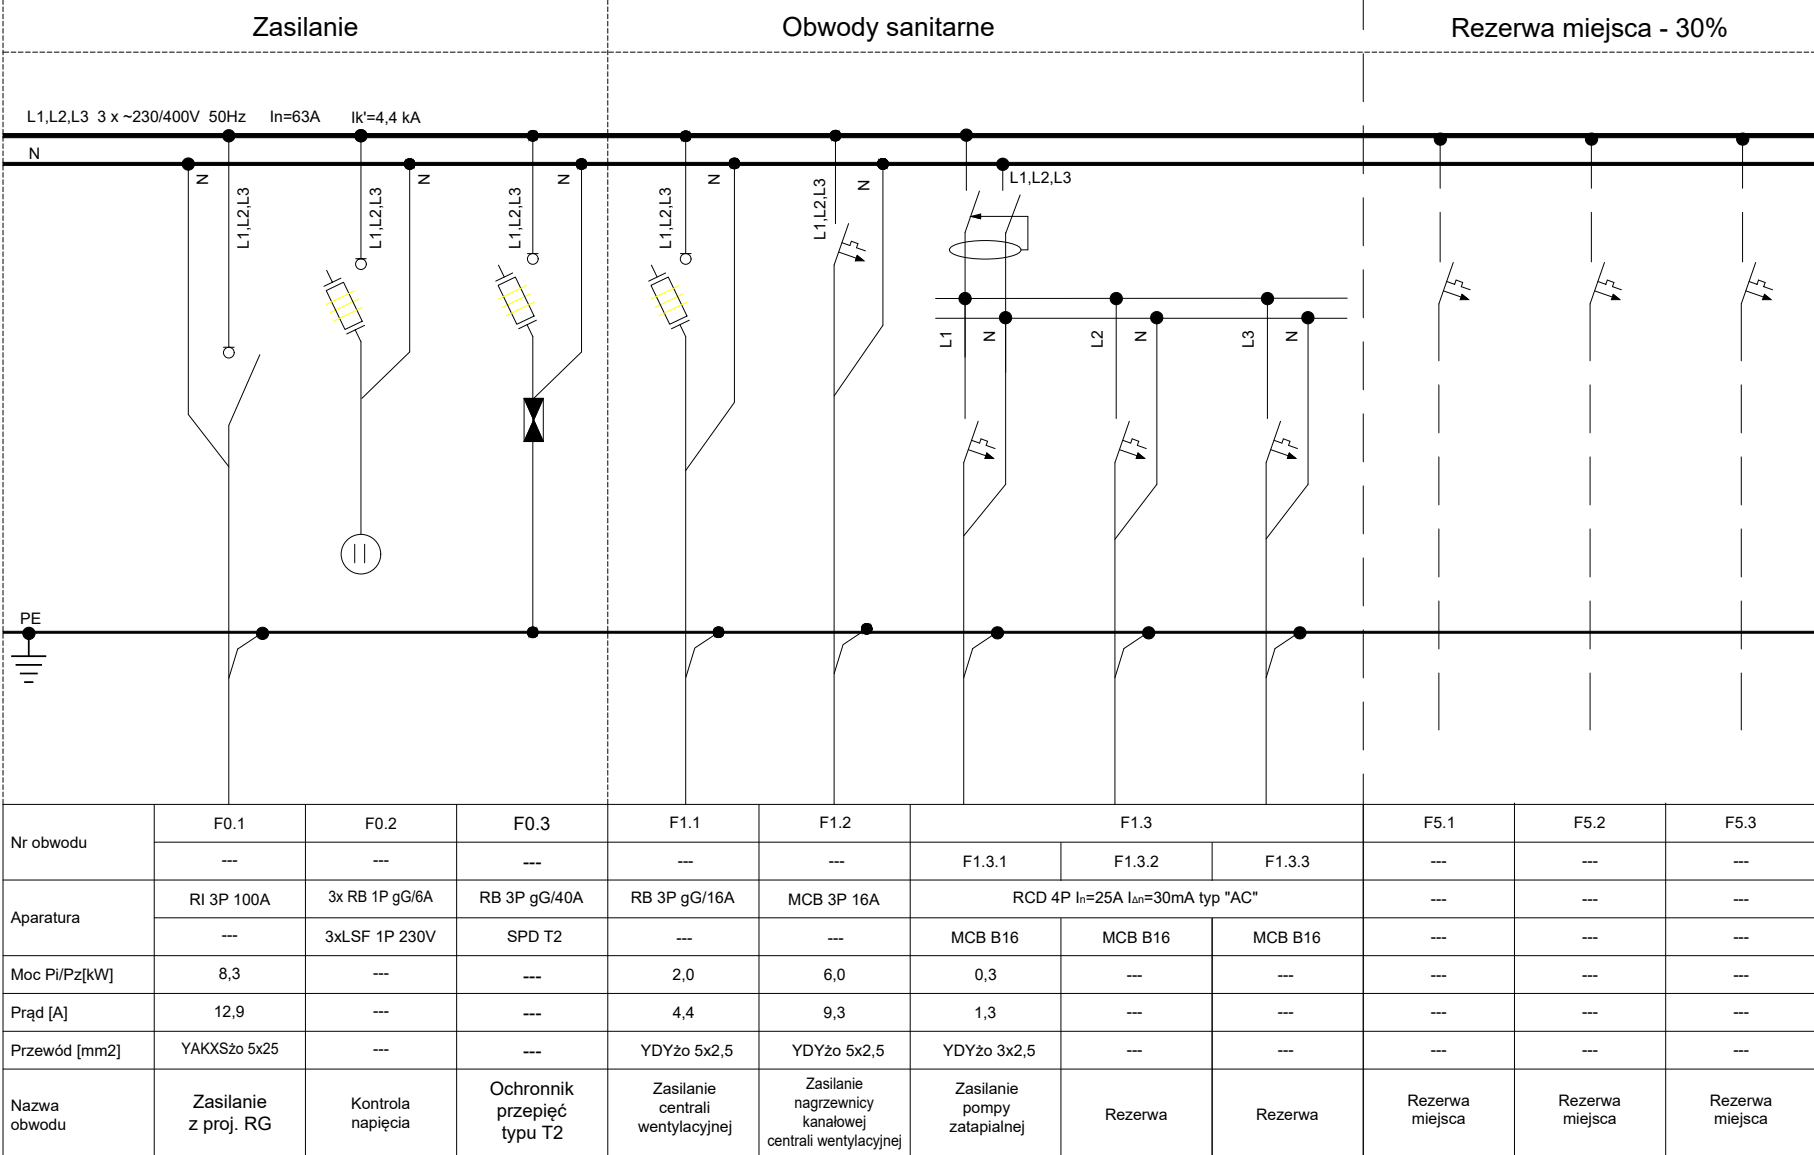 Zasilanie
Obwody sanitarne
Rezerwa miejsca - 30%
L1,L2,L3 3 x ~230/400V 50Hz In=63A Ik'=4,4 kA
N
N
L1,L2,L3
L1,L2,L3
N
L1,L2,L3
N
L1,L2,L3
N
L1,L2,L3
N
L1,L2,L3
L1
N
L2
N
L3
N
PE
Nr obwodu
F0.1 F0.2 F0.3 F1.1 F1.2 F1.3 F5.1 F5.2 F5.3
--- --- --- --- --- F1.3.1 F1.3.2 F1.3.3 --- --- ---
Aparatura
RI 3P 100A 3x RB 1P gG/6A RB 3P gG/40A RB 3P gG/16A MCB 3P 16A RCD 4P In=25A I∆n=30mA typ "AC" --- --- ---
--- 3xLSF 1P 230V SPD T2 --- --- MCB B16 MCB B16 MCB B16 --- --- ---
Moc Pi/Pz[kW] 8,3 --- --- 2,0 6,0 0,3 --- --- --- --- ---
Prąd [A] 12,9 --- --- 4,4 9,3 1,3 --- --- --- --- ---
Przewód [mm2] YAKXSżo 5x25 --- --- YDYżo 5x2,5 YDYżo 5x2,5 YDYżo 3x2,5 --- --- --- --- ---
Nazwa
obwodu
Zasilanie
z proj. RG
Kontrola
napięcia
Ochronnik
przepięć
typu T2
Zasilanie
centrali
wentylacyjnej
Zasilanie
nagrzewnicy
kanałowej
centrali wentylacyjnej
Zasilanie
pompy
zatapialnej
Rezerwa
Rezerwa
Rezerwa
miejsca
Rezerwa
miejsca
Rezerwa
miejsca